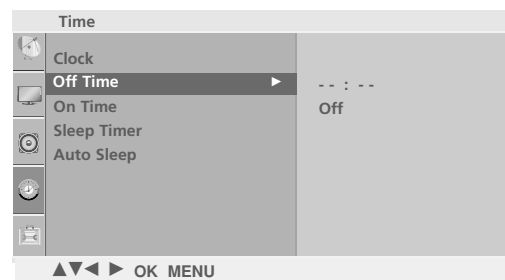 Time
Clock
Off Time ►
On Time
Sleep Timer
Auto Sleep
- - : - -
Off
▲▼◄ ► OK MENU